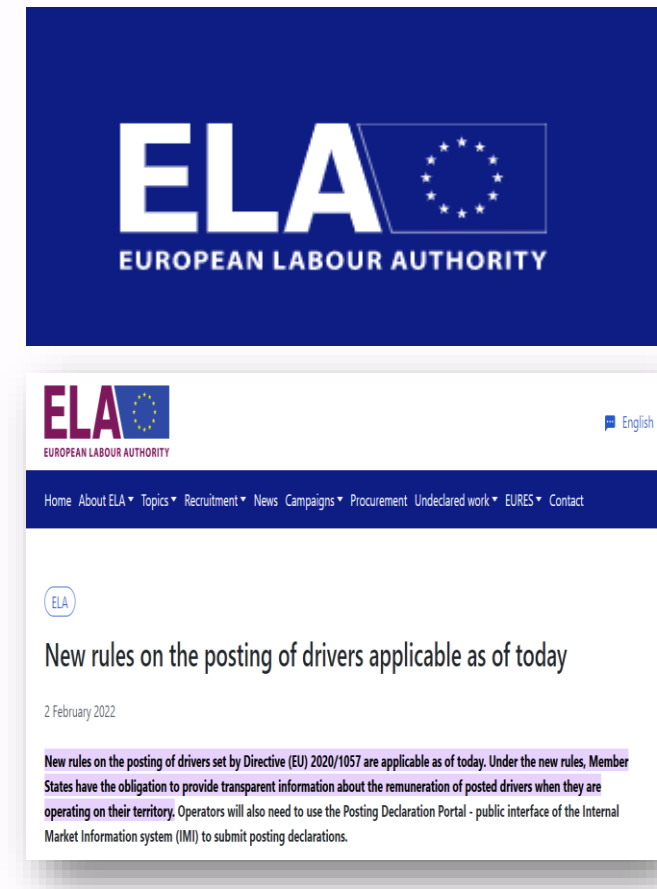 ELA
EUROPEAN LABOUR AUTHORITY
ELA
EUROPEAN LABOUR AUTHORITY
English
Home About ELA Topics Recruitment News Campaigns Procurement Undeclared work EURES Contact
ELA
New rules on the posting of drivers applicable as of today
2 February 2022
New rules on the posting of drivers set by Directive (EU) 2020/1057 are applicable as of today. Under the new rules, Member
States have the obligation to provide transparent information about the remuneration of posted drivers when they are
operating on their territory. Operators will also need to use the Posting Declaration Portal - public interface of the Internal
Market Information system (IMI) to submit posting declarations.